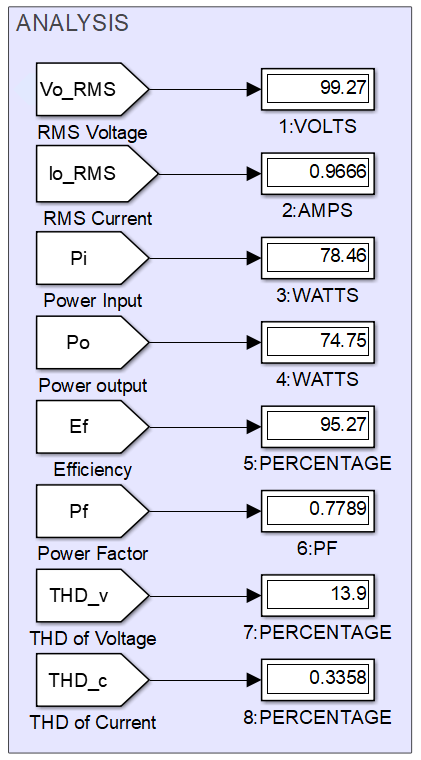 ANALYSIS
Vo_RMS
99.27
RMS Voltage
1:VOLTS
Io_RMS
0.9666
RMS Current
2:AMPS
Pi
78.46
Power Input
3:WATTS
Po
74.75
Power output
4:WATTS
Ef
95.27
Efficiency
5:PERCENTAGE
Pf
0.7789
Power Factor
6:PF
THD_v
13.9
THD of Voltage
7:PERCENTAGE
THD_c
0.3358
THD of Current
8:PERCENTAGE